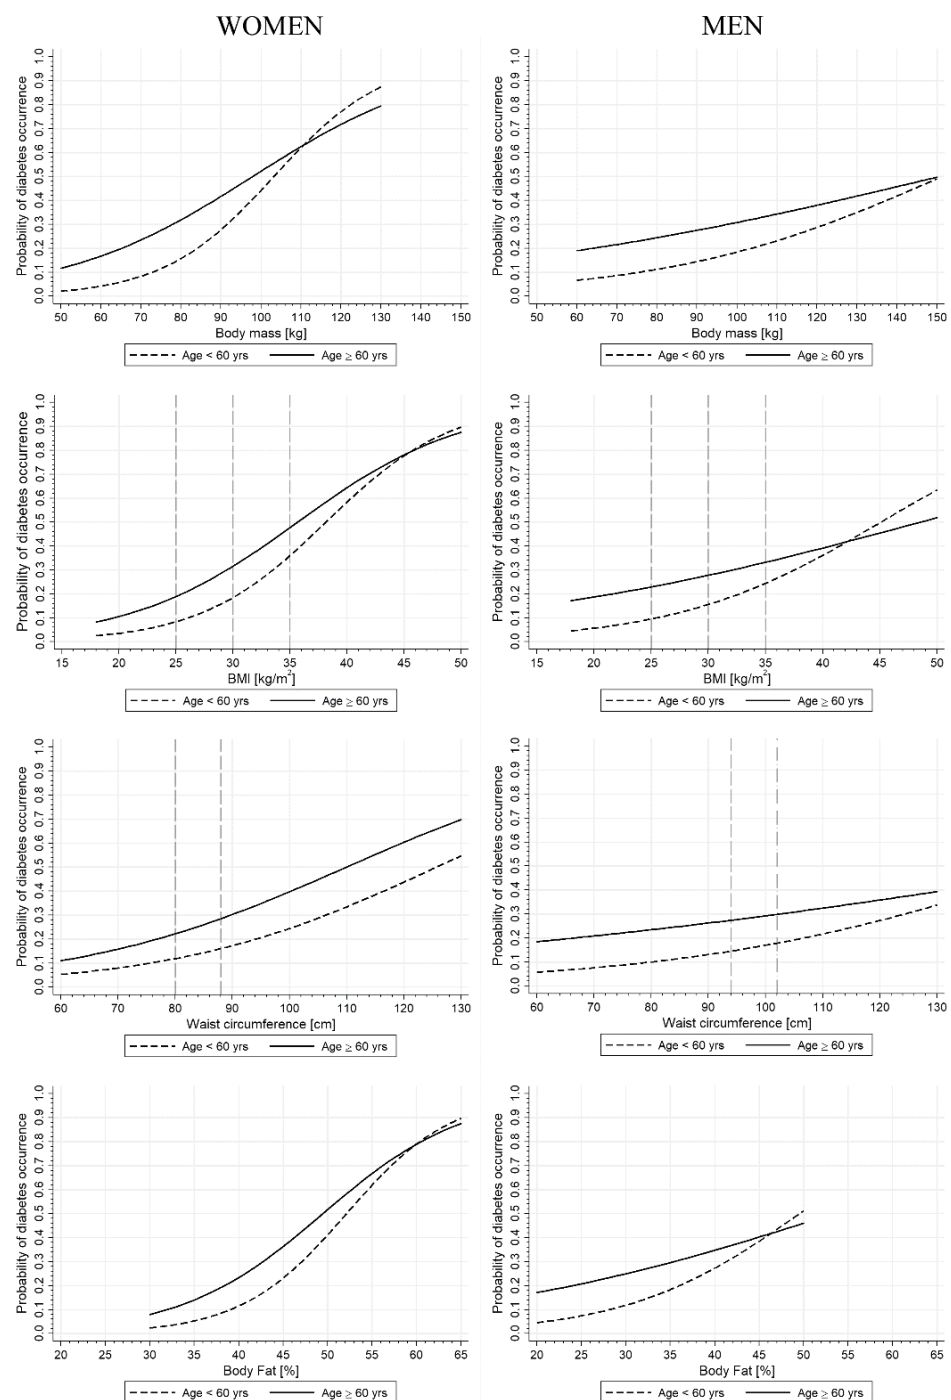 WOMEN
MEN
Probability of diabetes occurrence
0.0 0.1 0.2 0.3 0.4 0.5 0.6 0.7 0.8 0.9 1.0
50 60 70 80 90 100 110 120 130 140 150
Body mass [kg]
Age < 60 yrs Age ≥ 60 yrs
Probability of diabetes occurrence
0.0 0.1 0.2 0.3 0.4 0.5 0.6 0.7 0.8 0.9 1.0
50 60 70 80 90 100 110 120 130 140 150
Body mass [kg]
Age < 60 yrs Age ≥ 60 yrs
Probability of diabetes occurrence
0.0 0.1 0.2 0.3 0.4 0.5 0.6 0.7 0.8 0.9 1.0
15 20 25 30 35 40 45 50
BMI [kg/m²]
Age < 60 yrs Age ≥ 60 yrs
Probability of diabetes occurrence
0.0 0.1 0.2 0.3 0.4 0.5 0.6 0.7 0.8 0.9 1.0
15 20 25 30 35 40 45 50
BMI [kg/m²]
Age < 60 yrs Age ≥ 60 yrs
Probability of diabetes occurrence
0.0 0.1 0.2 0.3 0.4 0.5 0.6 0.7 0.8 0.9 1.0
60 70 80 90 100 110 120 130
Waist circumference [cm]
Age < 60 yrs Age ≥ 60 yrs
Probability of diabetes occurrence
0.0 0.1 0.2 0.3 0.4 0.5 0.6 0.7 0.8 0.9 1.0
60 70 80 90 100 110 120 130
Waist circumference [cm]
Age < 60 yrs Age ≥ 60 yrs
Probability of diabetes occurrence
0.0 0.1 0.2 0.3 0.4 0.5 0.6 0.7 0.8 0.9 1.0
20 25 30 35 40 45 50 55 60 65
Body Fat [%]
Age < 60 yrs Age ≥ 60 yrs
Probability of diabetes occurrence
0.0 0.1 0.2 0.3 0.4 0.5 0.6 0.7 0.8 0.9 1.0
20 25 30 35 40 45 50 55 60 65
Body Fat [%]
Age < 60 yrs Age ≥ 60 yrs